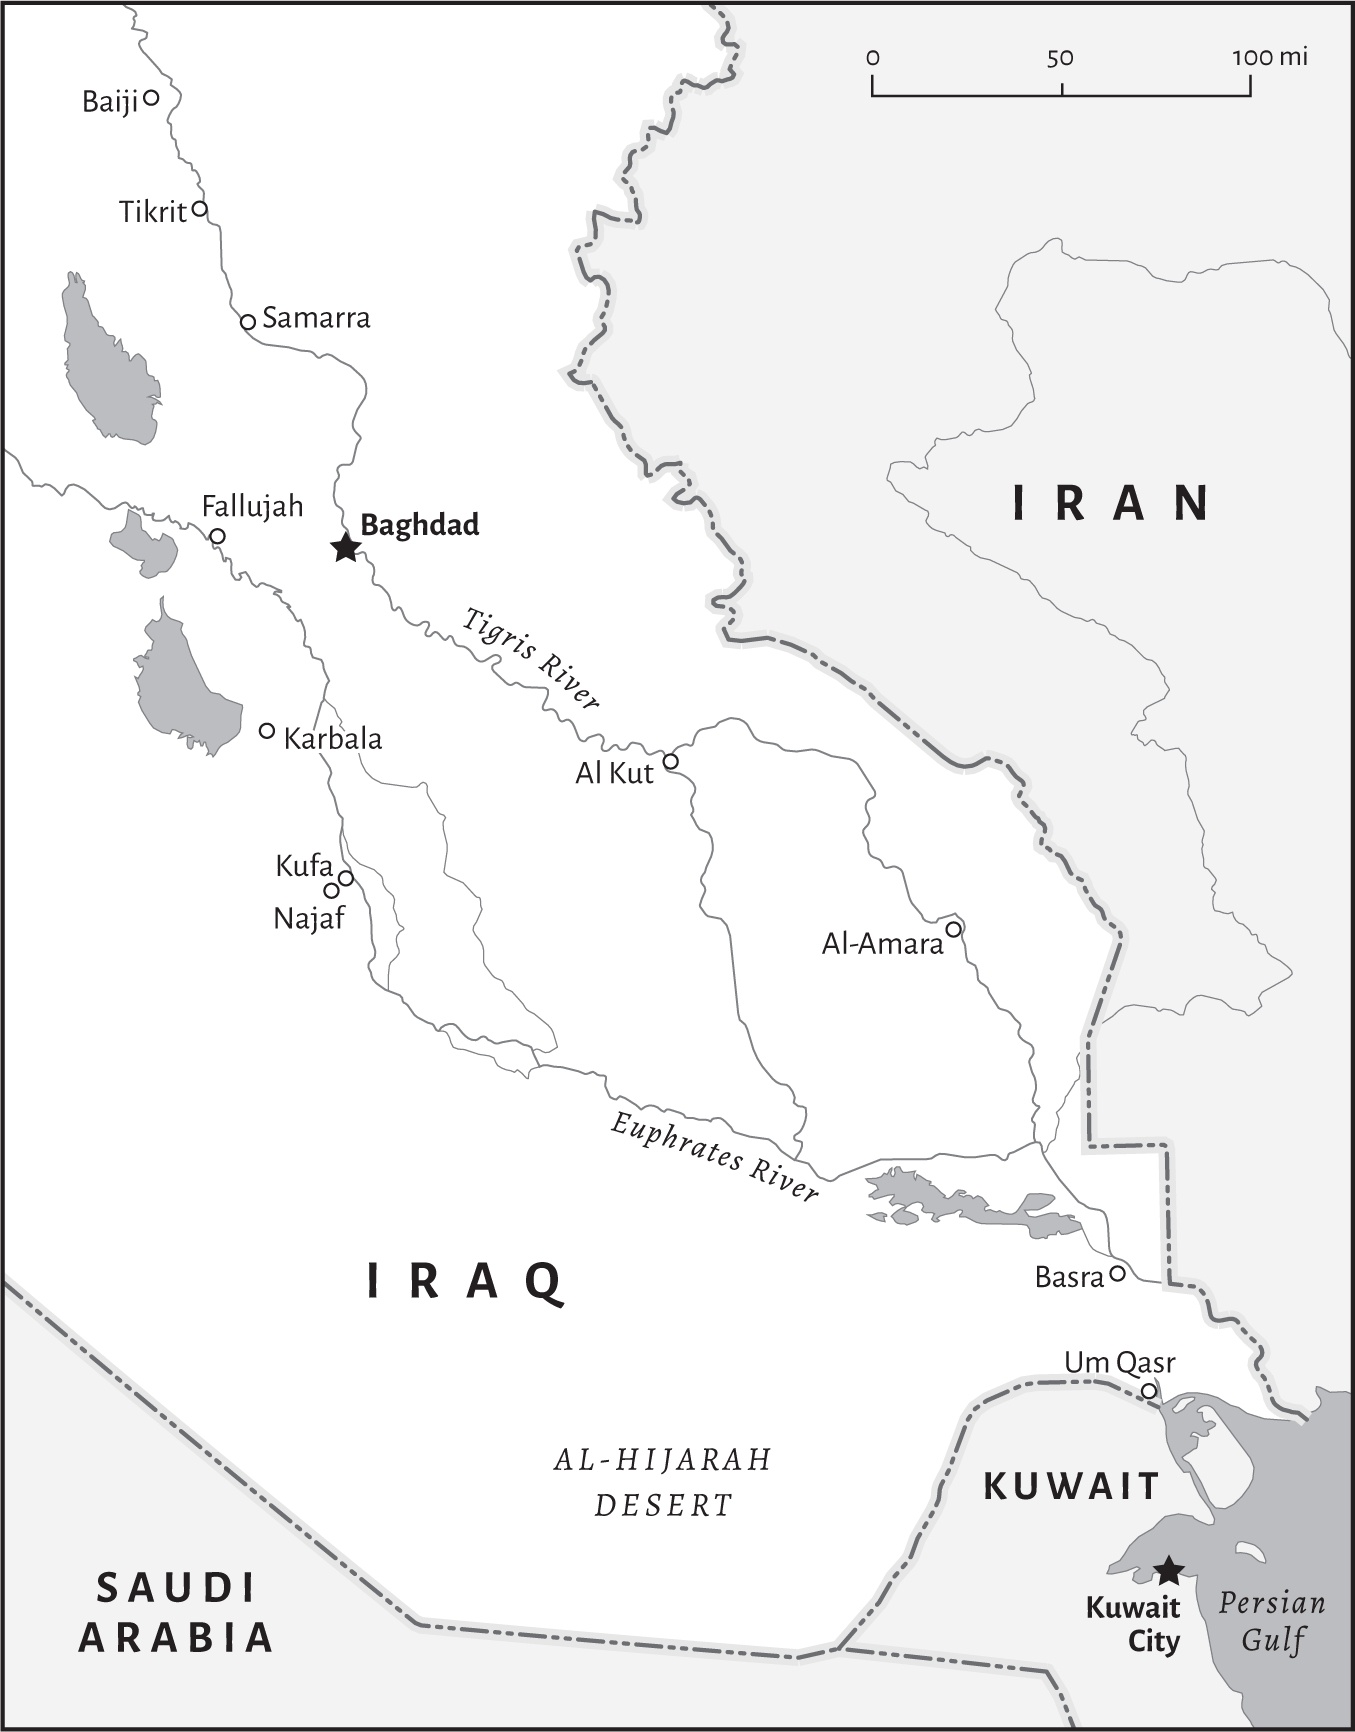 0 50 100 mi
Baiji
Tikrit
Samarra
Fallujah
Baghdad
IRAN
Tigris River
Karbala
Al Kut
Kufa
Najaf
Al-Amara
Euphrates River
IRAQ
Basra
Um Qasr
AL-HIJARAH
DESERT
KUWAIT
SAUDI
ARABIA
Kuwait
City
Persian
Gulf